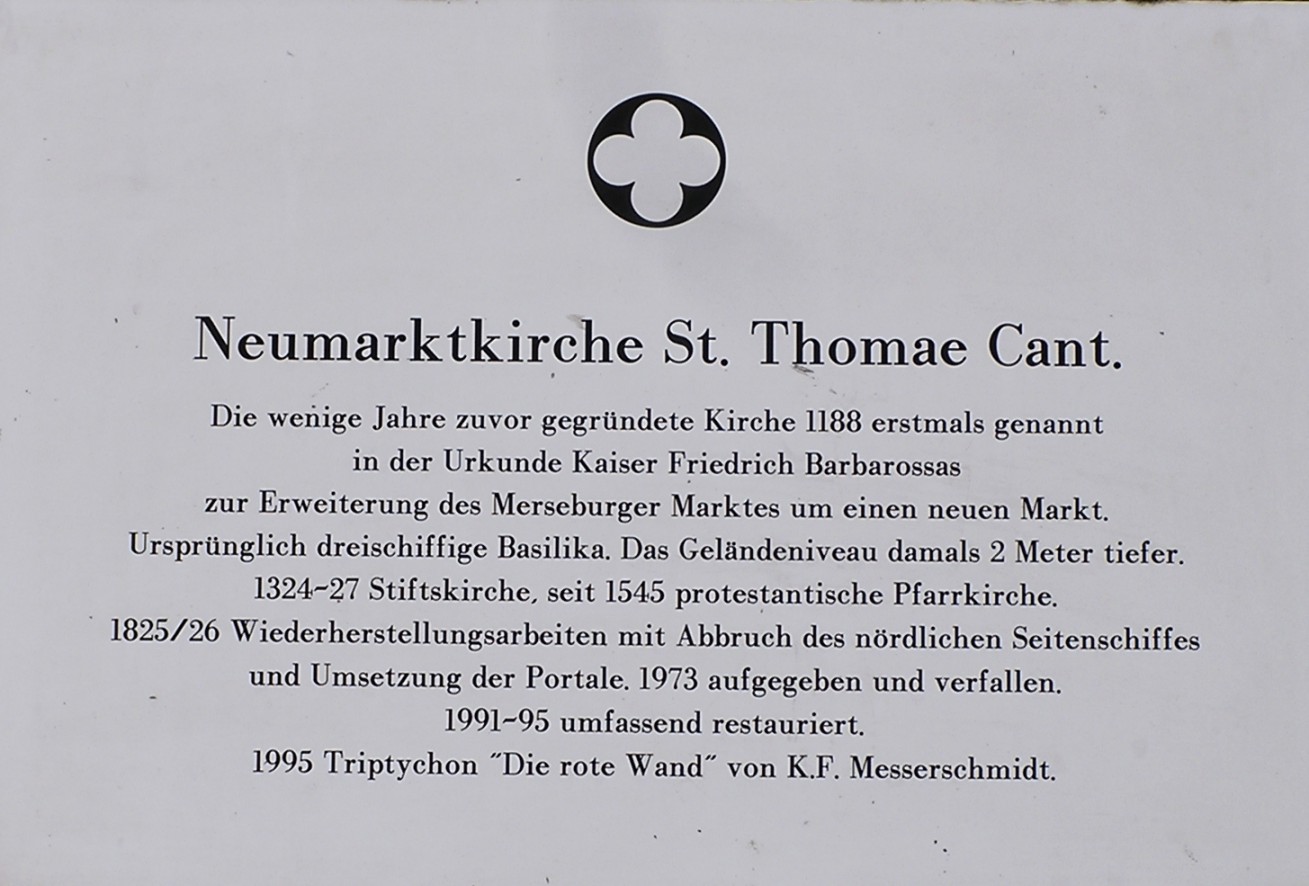 Neumarktkirche St. Thomae Cant.
Die wenige Jahre zuvor gegründete Kirche 1188 erstmals genannt
in der Urkunde Kaiser Friedrich Barbarossas
zur Erweiterung des Merseburger Marktes um einen neuen Markt.
Ursprünglich dreischiffige Basilika. Das Geländeniveau damals 2 Meter tiefer.
1324-27 Stiftskirche, seit 1545 protestantische Pfarrkirche.
1825/26 Wiederherstellungsarbeiten mit Abbruch des nördlichen Seitenschiffes
und Umsetzung der Portale. 1973 aufgegeben und verfallen.
1991-95 umfassend restauriert.
1995 Triptychon "Die rote Wand" von K.F. Messerschmidt.